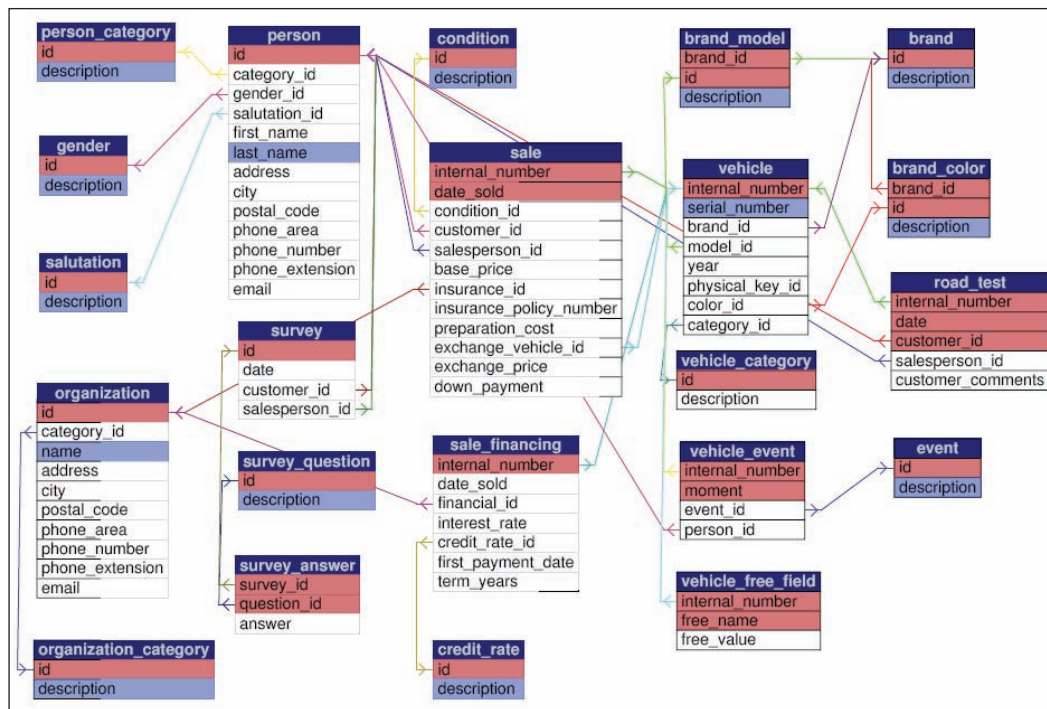 person_category
id
description
gender
id
description
salutation
id
description
person
id
category_id
gender_id
salutation_id
first_name
last_name
address
city
postal_code
phone_area
phone_number
phone_extension
email
condition
id
description
sale
internal_number
date_sold
condition_id
customer_id
salesperson_id
base_price
insurance_id
insurance_policy_number
preparation_cost
exchange_vehicle_id
exchange_price
down_payment
brand_model
brand_id
id
description
brand
id
description
vehicle
internal_number
serial_number
brand_id
model_id
year
physical_key_id
color_id
category_id
brand_color
brand_id
id
description
road_test
internal_number
date
customer_id
salesperson_id
customer_comments
survey
id
date
customer_id
salesperson_id
organization
id
category_id
name
address
city
postal_code
phone_area
phone_number
phone_extension
email
survey_question
id
description
survey_answer
survey_id
question_id
answer
organization_category
id
description
sale_financing
internal_number
date_sold
financial_id
interest_rate
credit_rate_id
first_payment_date
term_years
credit_rate
id
description
vehicle_category
id
description
vehicle_event
internal_number
moment
event_id
person_id
event
id
description
vehicle_free_field
internal_number
free_name
free_value